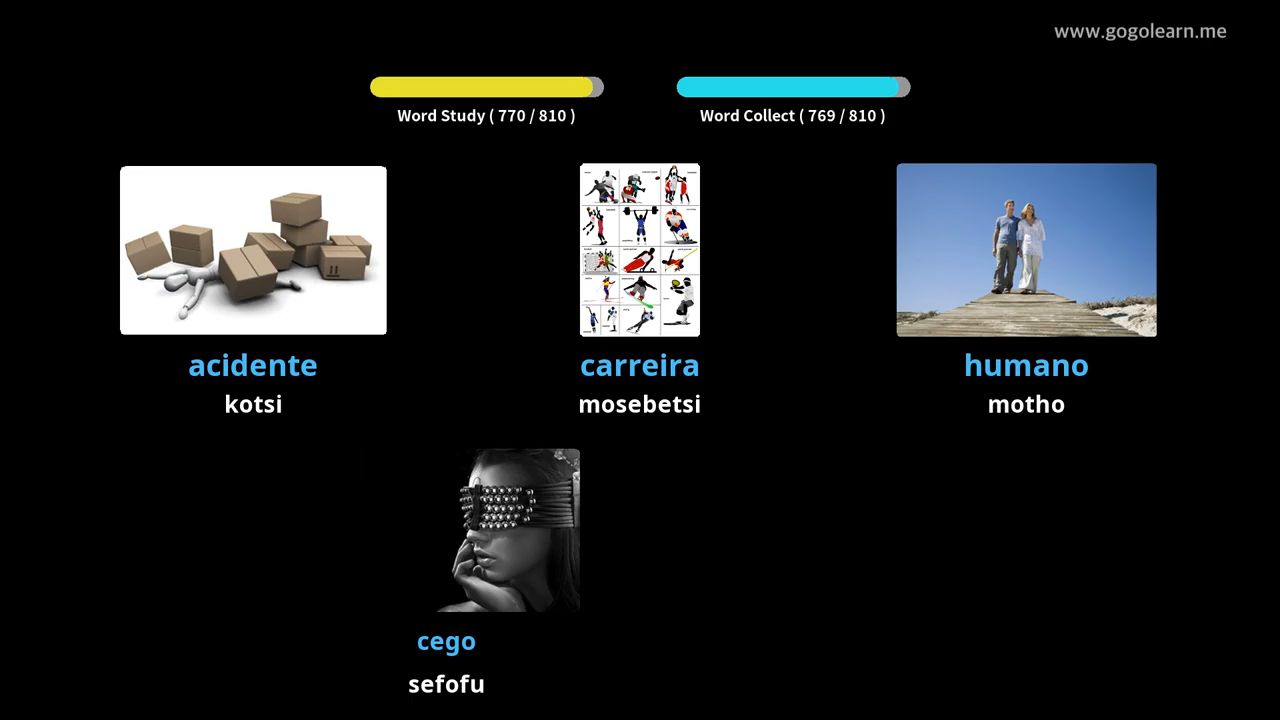 www.gogolearn.me
Word Study ( 770 / 810 )
Word Collect ( 769 / 810 )
acidente
kotsi
carreira
mosebetsi
humano
motho
cego
sefofu